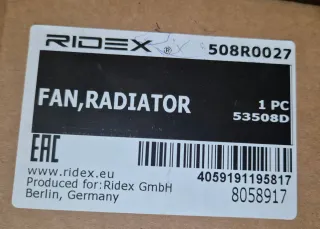 RIDEX ® 508R0027
FAN,RADIATOR 1 PC
53508D
EAC
www.ridex.eu 4059191195817
Produced for:Ridex GmbH 8058917
Berlin, Germany